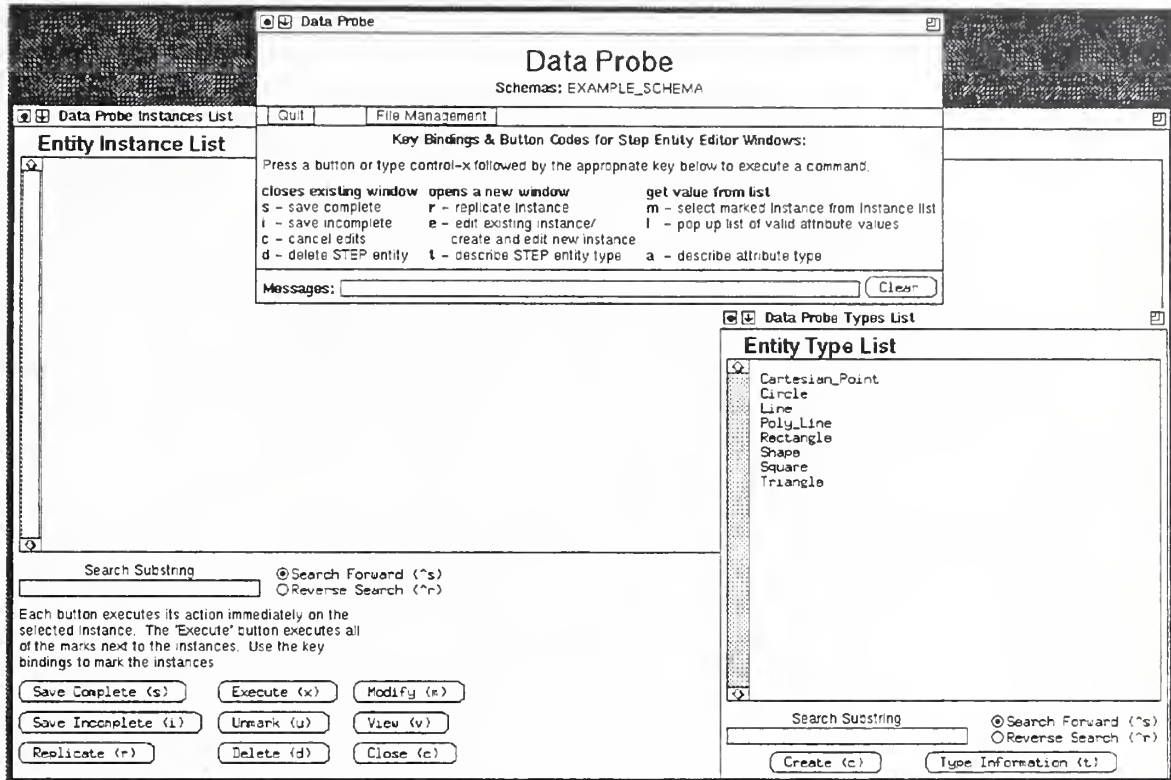 Data Probe
Data Probe
Schemas: EXAMPLE_SCHEMA
Quit File Management
Key Bindings & Button Codes for Step Entity Editor Windows:
Press a button or type control-x followed by the appropriate key below to execute a command.
closes existing window opens a new window get value from list
s - save complete r - replicate instance m - select marked instance from instance list
i - save incomplete e - edit existing instance/ l - pop up list of valid attribute values
c - cancel edits create and edit new instance
d - delete STEP entity t - describe STEP entity type a - describe attribute type
Messages: Clear
Data Probe Instances List
Entity Instance List
Search Substring
Search Forward (^s)
Reverse Search (^r)
Each button executes its action immediately on the
selected instance. The "Execute" button executes all
of the marks next to the instances. Use the key
bindings to mark the instances
Save Complete (s) Execute (x) Modify (m)
Save Incomplete (i) Unmark (u) View (v)
Replicate (r) Delete (d) Close (c)
Data Probe Types List
Entity Type List
Cartesian_Point
Circle
Line
Poly_Line
Rectangle
Shape
Square
Triangle
Search Substring
Search Forward (^s)
Reverse Search (^r)
Create (c) Type Information (t)